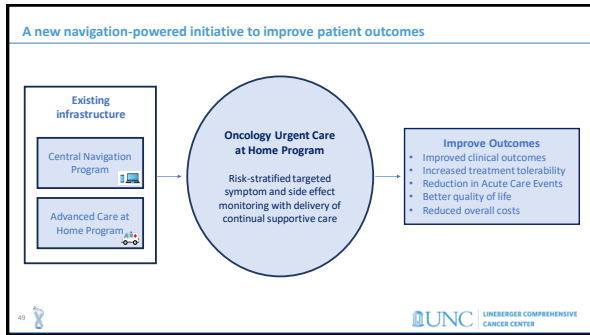 A new navigation-powered initiative to improve patient outcomes
Existing
infrastructure
Central Navigation
Program
Advanced Care at
Home Program
Oncology Urgent Care
at Home Program
Risk-stratified targeted
symptom and side effect
monitoring with delivery of
continual supportive care
Improve Outcomes
• Improved clinical outcomes
• Increased treatment tolerability
• Reduction in Acute Care Events
• Better quality of life
• Reduced overall costs
49
UNC
LINEBERGER COMPREHENSIVE
CANCER CENTER